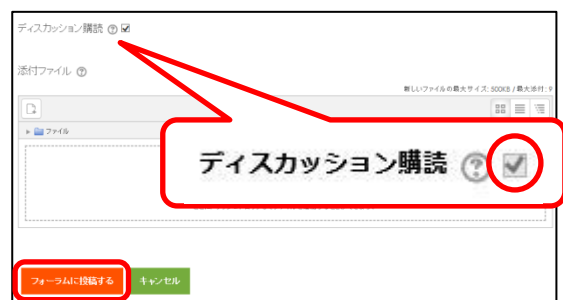 ディスカッション購読
添付ファイル
新しいファイルの最大サイズ: 500KB / 最大添付: 9
ファイル
ディスカッション購読
フォーラムに投稿する
キャンセル